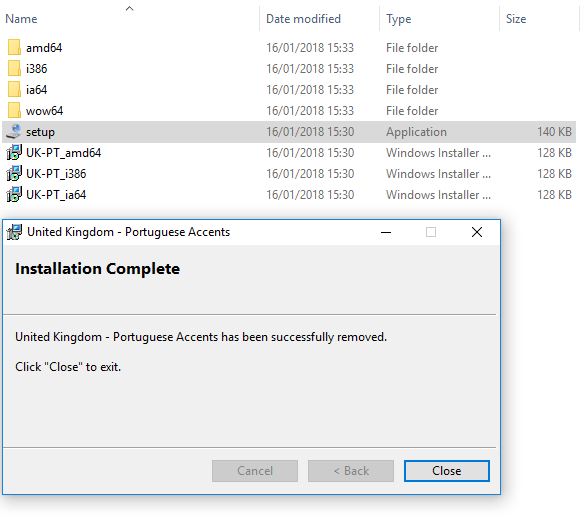 Name Date modified Type Size
amd64 16/01/2018 15:33 File folder
i386 16/01/2018 15:33 File folder
ia64 16/01/2018 15:33 File folder
wow64 16/01/2018 15:33 File folder
setup 16/01/2018 15:30 Application 140 KB
UK-PT_amd64 16/01/2018 15:30 Windows Installer ... 128 KB
UK-PT_i386 16/01/2018 15:30 Windows Installer ... 128 KB
UK-PT_ia64 16/01/2018 15:30 Windows Installer ... 128 KB
United Kingdom - Portuguese Accents
Installation Complete
United Kingdom - Portuguese Accents has been successfully removed.
Click "Close" to exit.
Cancel < Back Close